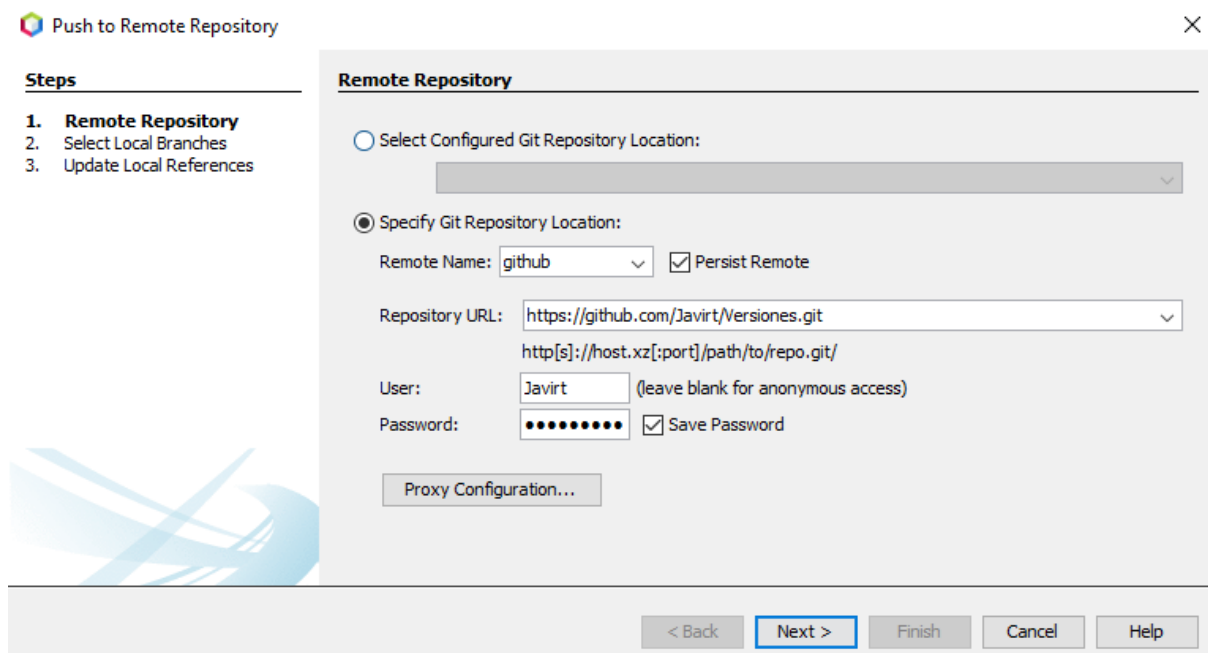 Push to Remote Repository
Steps
1. Remote Repository
2. Select Local Branches
3. Update Local References
Remote Repository
Select Configured Git Repository Location:
Specify Git Repository Location:
Remote Name: github Persist Remote
Repository URL: https://github.com/Javirt/Versiones.git
http[s]://host.xz[:port]/path/to/repo.git/
User: Javirt (leave blank for anonymous access)
Password: ●●●●●●●●● Save Password
Proxy Configuration...
< Back Next > Finish Cancel Help